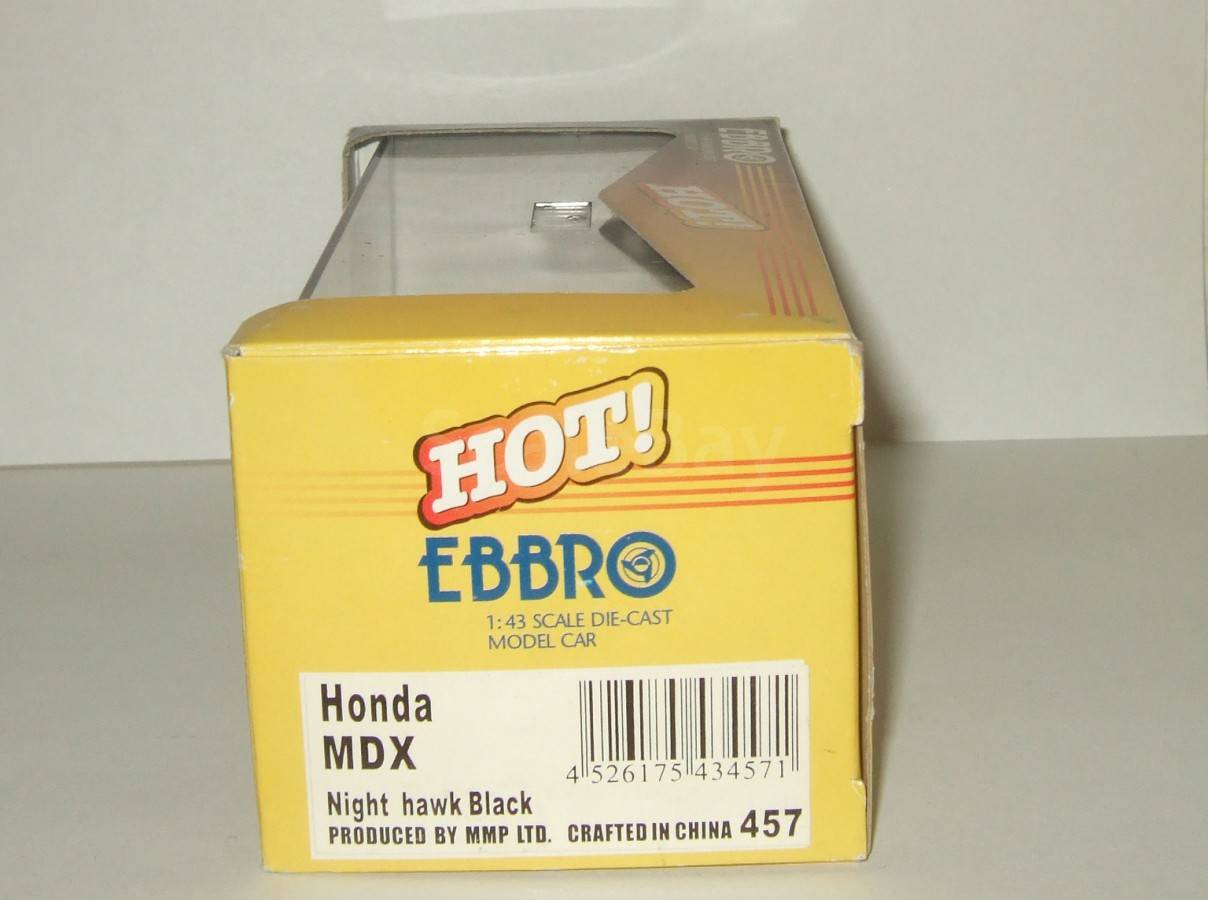 EBBRO
HOT!
HOT!
EBBRO
1:43 SCALE DIE-CAST
MODEL CAR
Honda
MDX
4 526175 434571
Night hawk Black
PRODUCED BY MMP LTD. CRAFTED IN CHINA 457